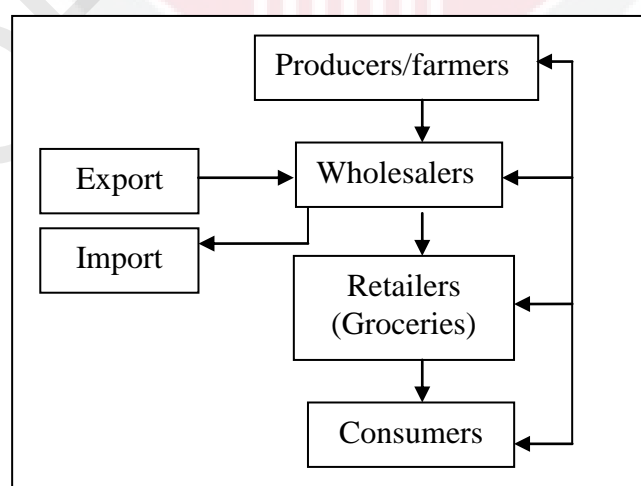 Producers/farmers
Export
Wholesalers
Import
Retailers
(Groceries)
Consumers